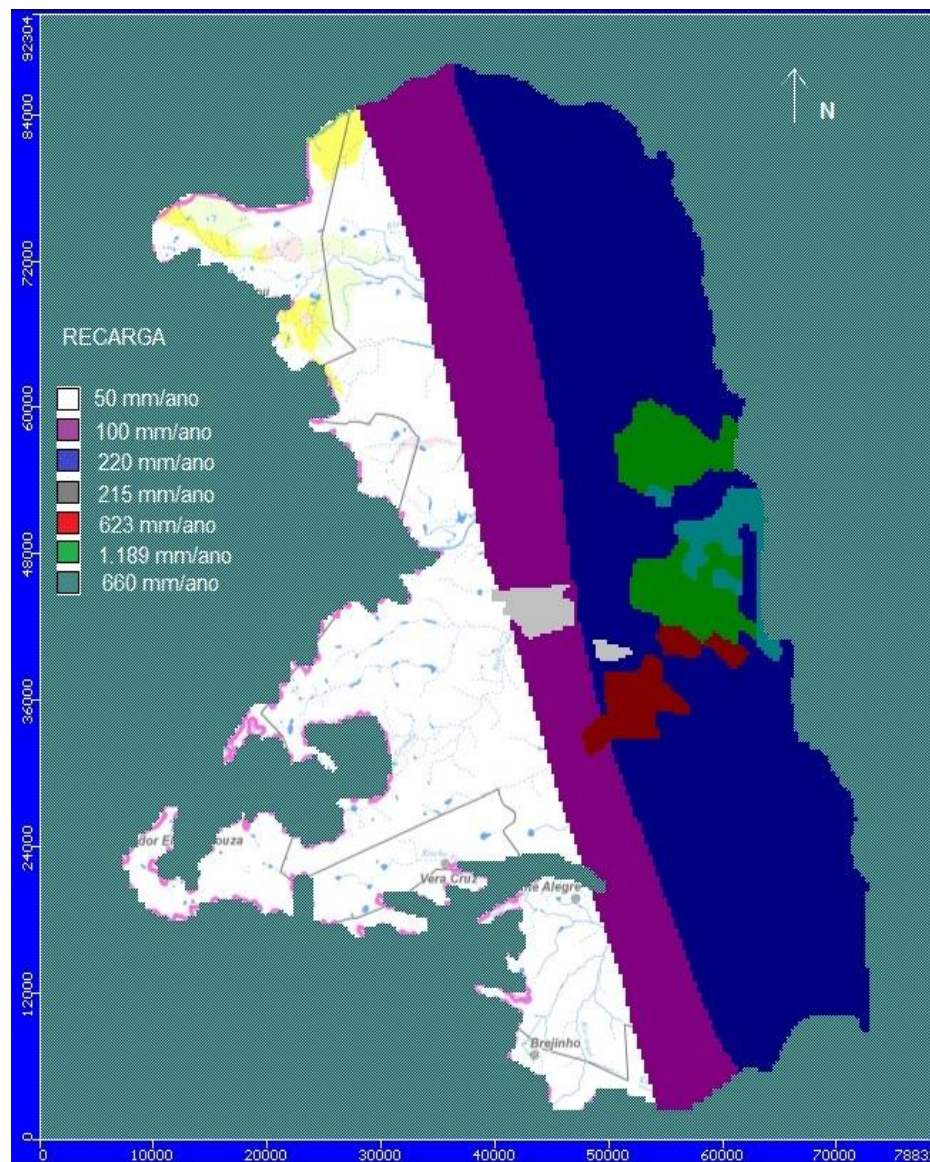 92304
84000
N
72000
RECARGA
60000
50 mm/ano
100 mm/ano
220 mm/ano
215 mm/ano
48000
623 mm/ano
1.189 mm/ano
660 mm/ano
36000
24000
Vera Cruz
Alegre
12000
Brejinho
0
0 10000 20000 30000 40000 50000 60000 70000 7883